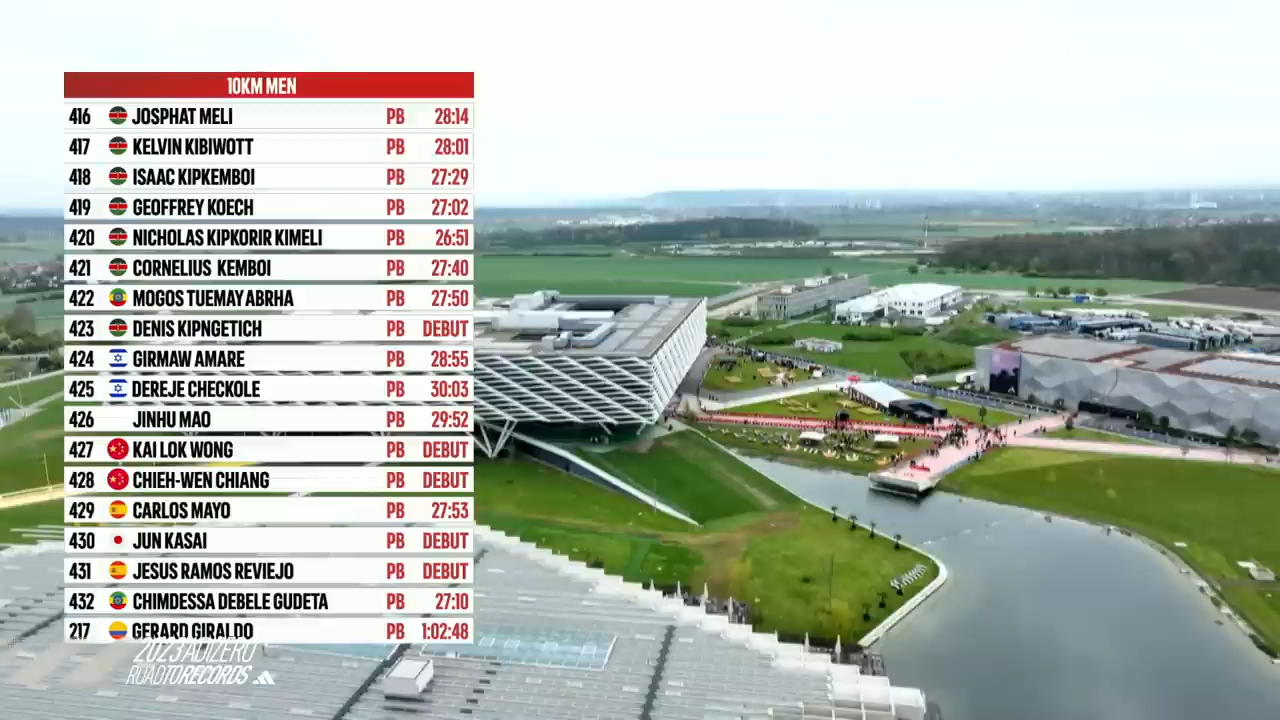 10KM MEN
416 JOSPHAT MELI PB 28:14
417 KELVIN KIBIWOTT PB 28:01
418 ISAAC KIPKEMBOI PB 27:29
419 GEOFFREY KOECH PB 27:02
420 NICHOLAS KIPKORIR KIMELI PB 26:51
421 CORNELIUS KEMBOI PB 27:40
422 MOGOS TUEMAY ABRHA PB 27:50
423 DENIS KIPNGETICH PB DEBUT
424 GIRMAW AMARE PB 28:55
425 DEREJE CHECKOLE PB 30:03
426 JINHU MAO PB 29:52
427 KAI LOK WONG PB DEBUT
428 CHIEH-WEN CHIANG PB DEBUT
429 CARLOS MAYO PB 27:53
430 JUN KASAI PB DEBUT
431 JESUS RAMOS REVIEJO PB DEBUT
432 CHIMDESSA DEBELE GUDETA PB 27:10
217 GERARD GIRALDO PB 1:02:48
2023 ADIZERO
ROAD TO RECORDS